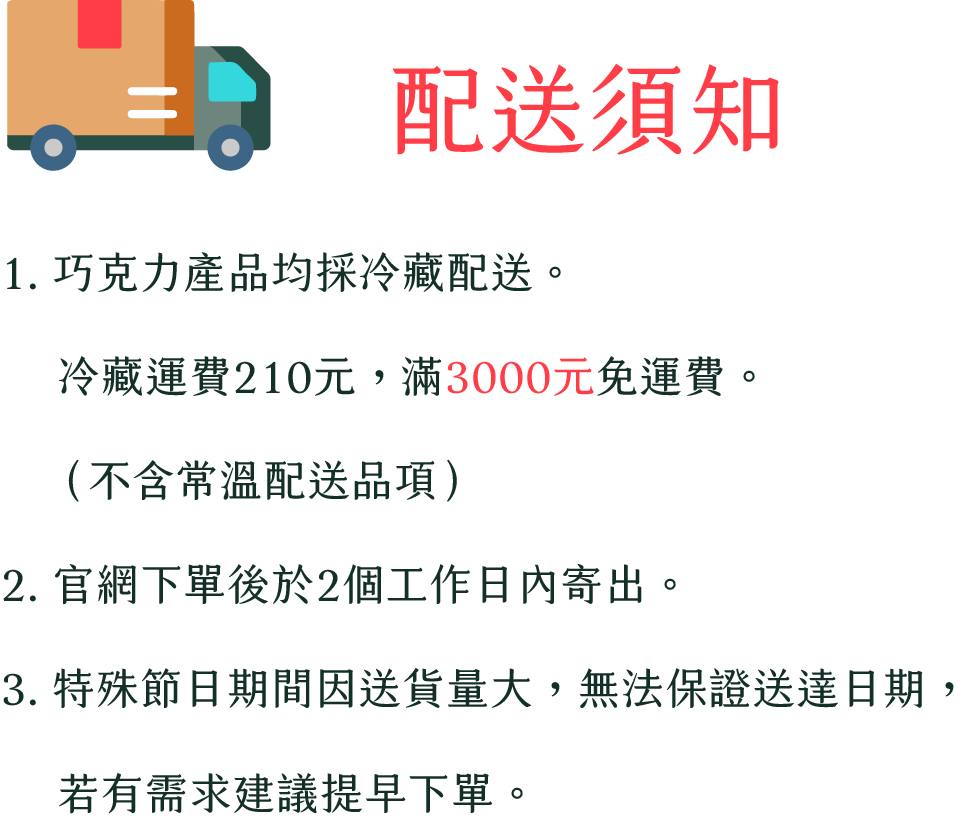 配送須知
1. 巧克力產品均採冷藏配送。
冷藏運費210元，滿3000元免運費。
（不含常溫配送品項）
2. 官網下單後於2個工作日內寄出。
3. 特殊節日期間因送貨量大，無法保證送達日期，
若有需求建議提早下單。